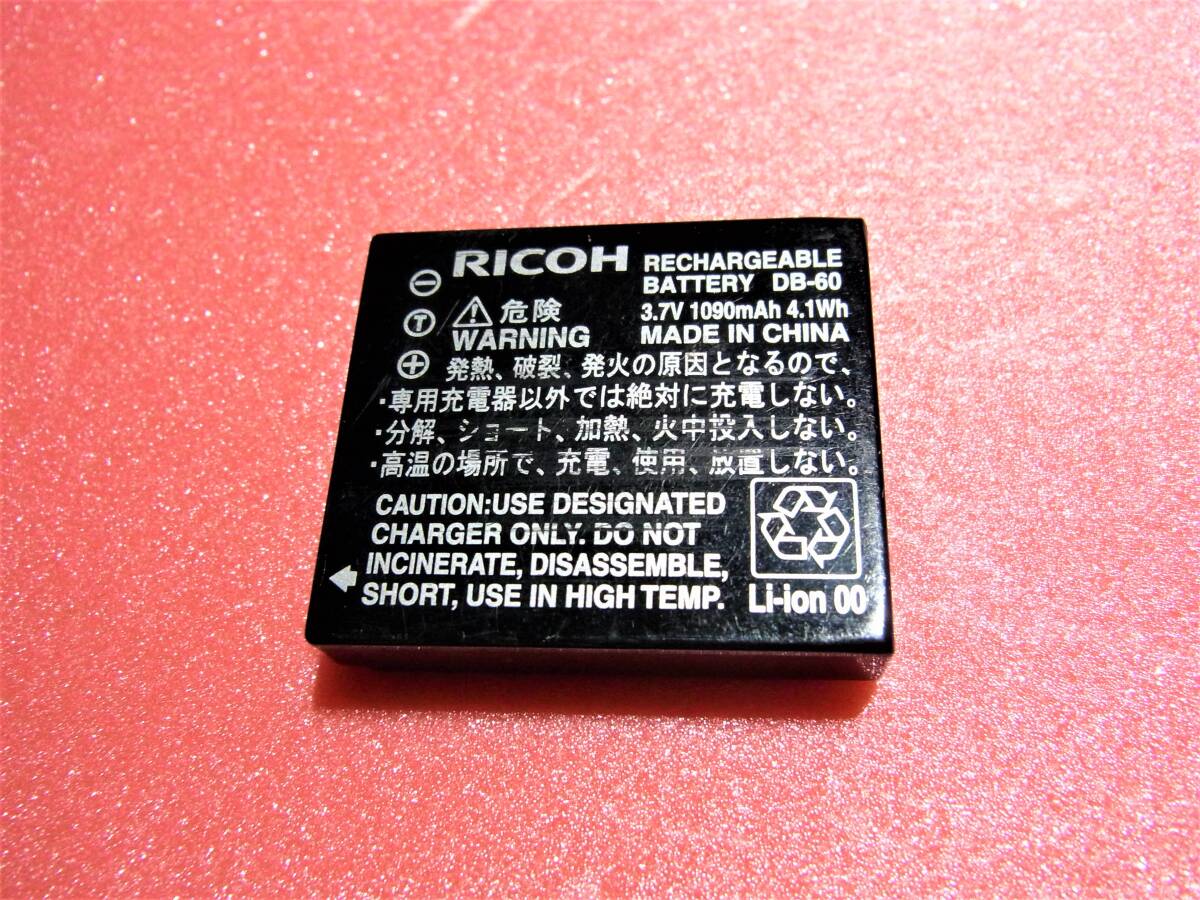 RICOH
RECHARGEABLE
BATTERY DB-60
3.7V 1090mAh 4.1Wh
MADE IN CHINA
⊖
Ⓣ
⊕
危険
WARNING
発熱、破裂、発火の原因となるので、
・専用充電器以外では絶対に充電しない。
・分解、ショート、加熱、火中投入しない。
・高温の場所で、充電、使用、放置しない。
CAUTION:USE DESIGNATED
CHARGER ONLY. DO NOT
INCINERATE, DISASSEMBLE,
SHORT, USE IN HIGH TEMP.
Li-ion 00